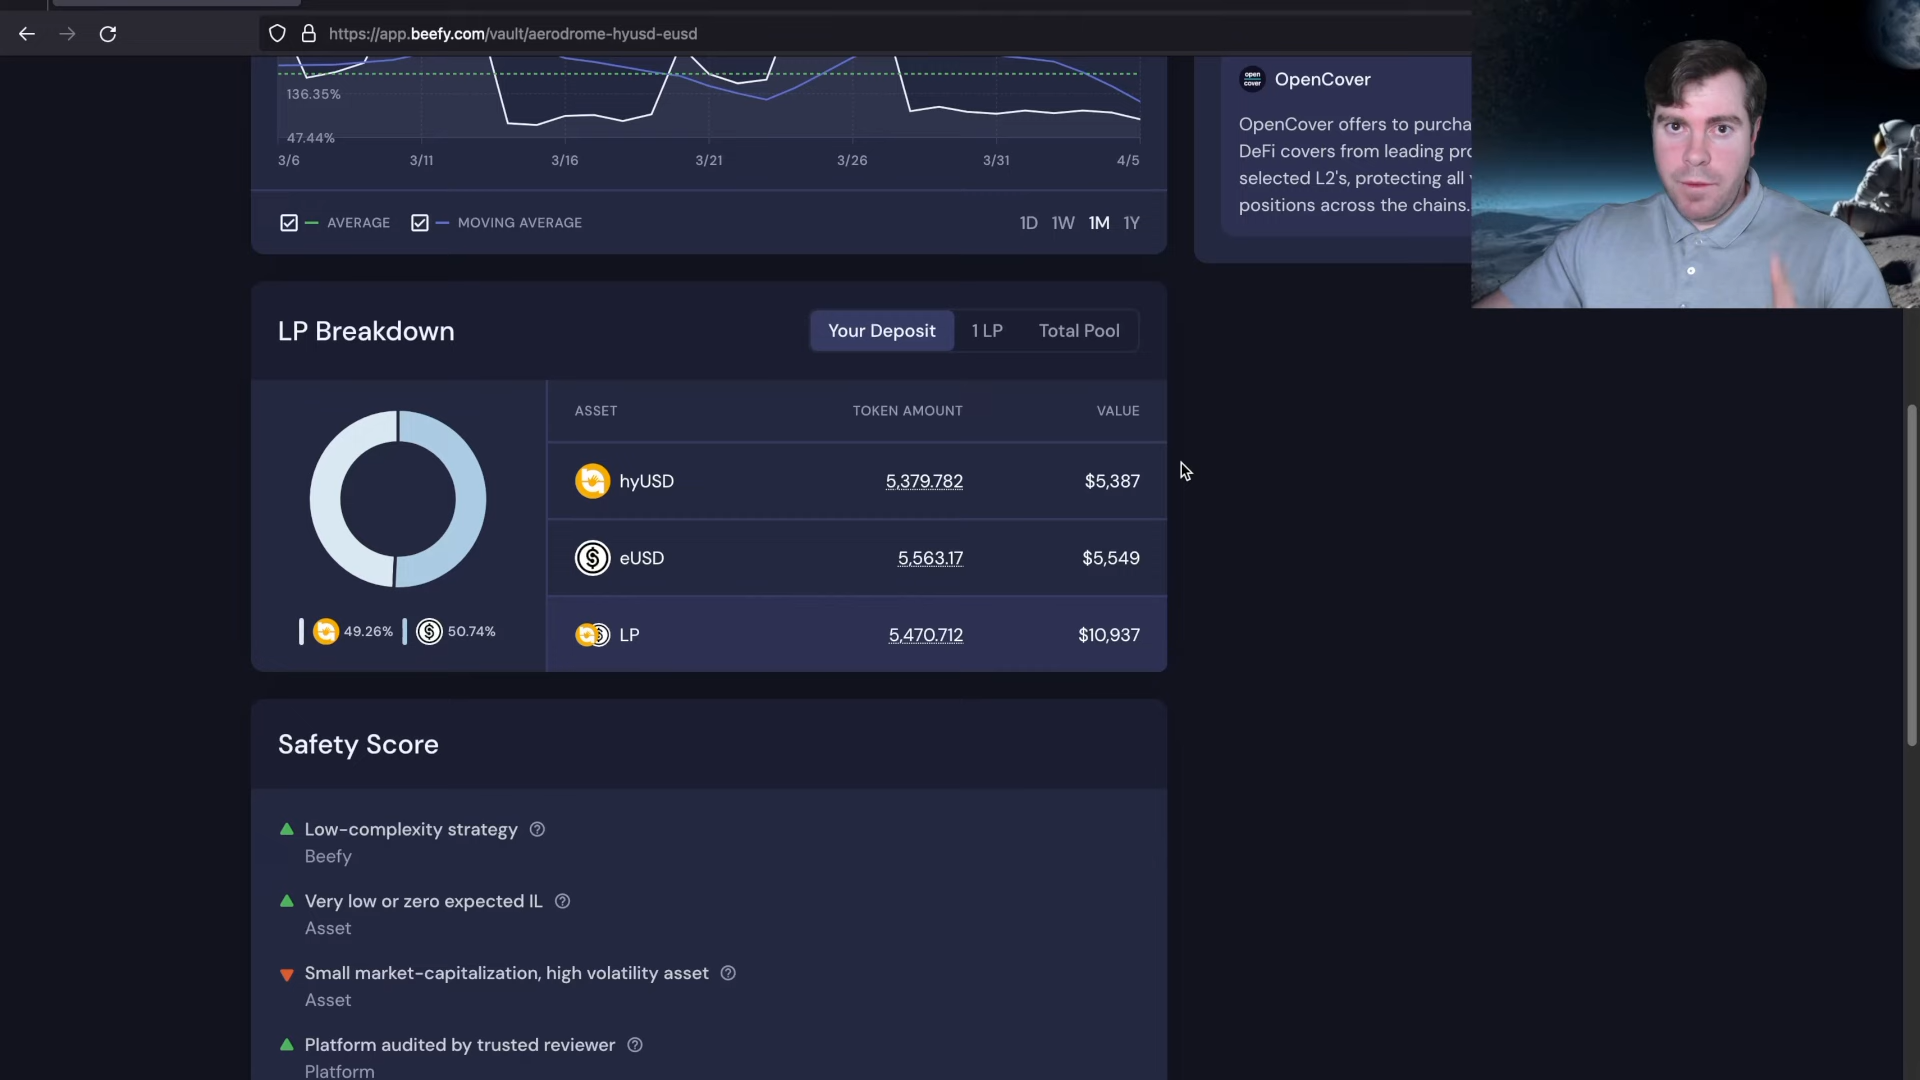 https://app.beefy.com/vault/aerodrome-hyusd-eusd
136.35%
47.44%
3/6 3/11 3/16 3/21 3/26 3/31 4/5
AVERAGE MOVING AVERAGE 1D 1W 1M 1Y
open cover OpenCover
OpenCover offers to purcha
DeFi covers from leading pro
selected L2's, protecting all
positions across the chains.
LP Breakdown Your Deposit 1 LP Total Pool
ASSET TOKEN AMOUNT VALUE
hyUSD 5,379.782 $5,387
eUSD 5,563.17 $5,549
49.26% 50.74%
LP 5,470.712 $10,937
Safety Score
Low-complexity strategy
Beefy
Very low or zero expected IL
Asset
Small market-capitalization, high volatility asset
Asset
Platform audited by trusted reviewer
Platform